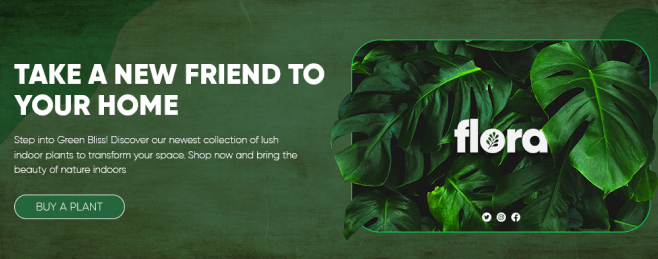 TAKE A NEW FRIEND TO
YOUR HOME
Step into Green Bliss! Discover our newest collection of lush
indoor plants to transform your space. Shop now and bring the
beauty of nature indoors
BUY A PLANT
flora